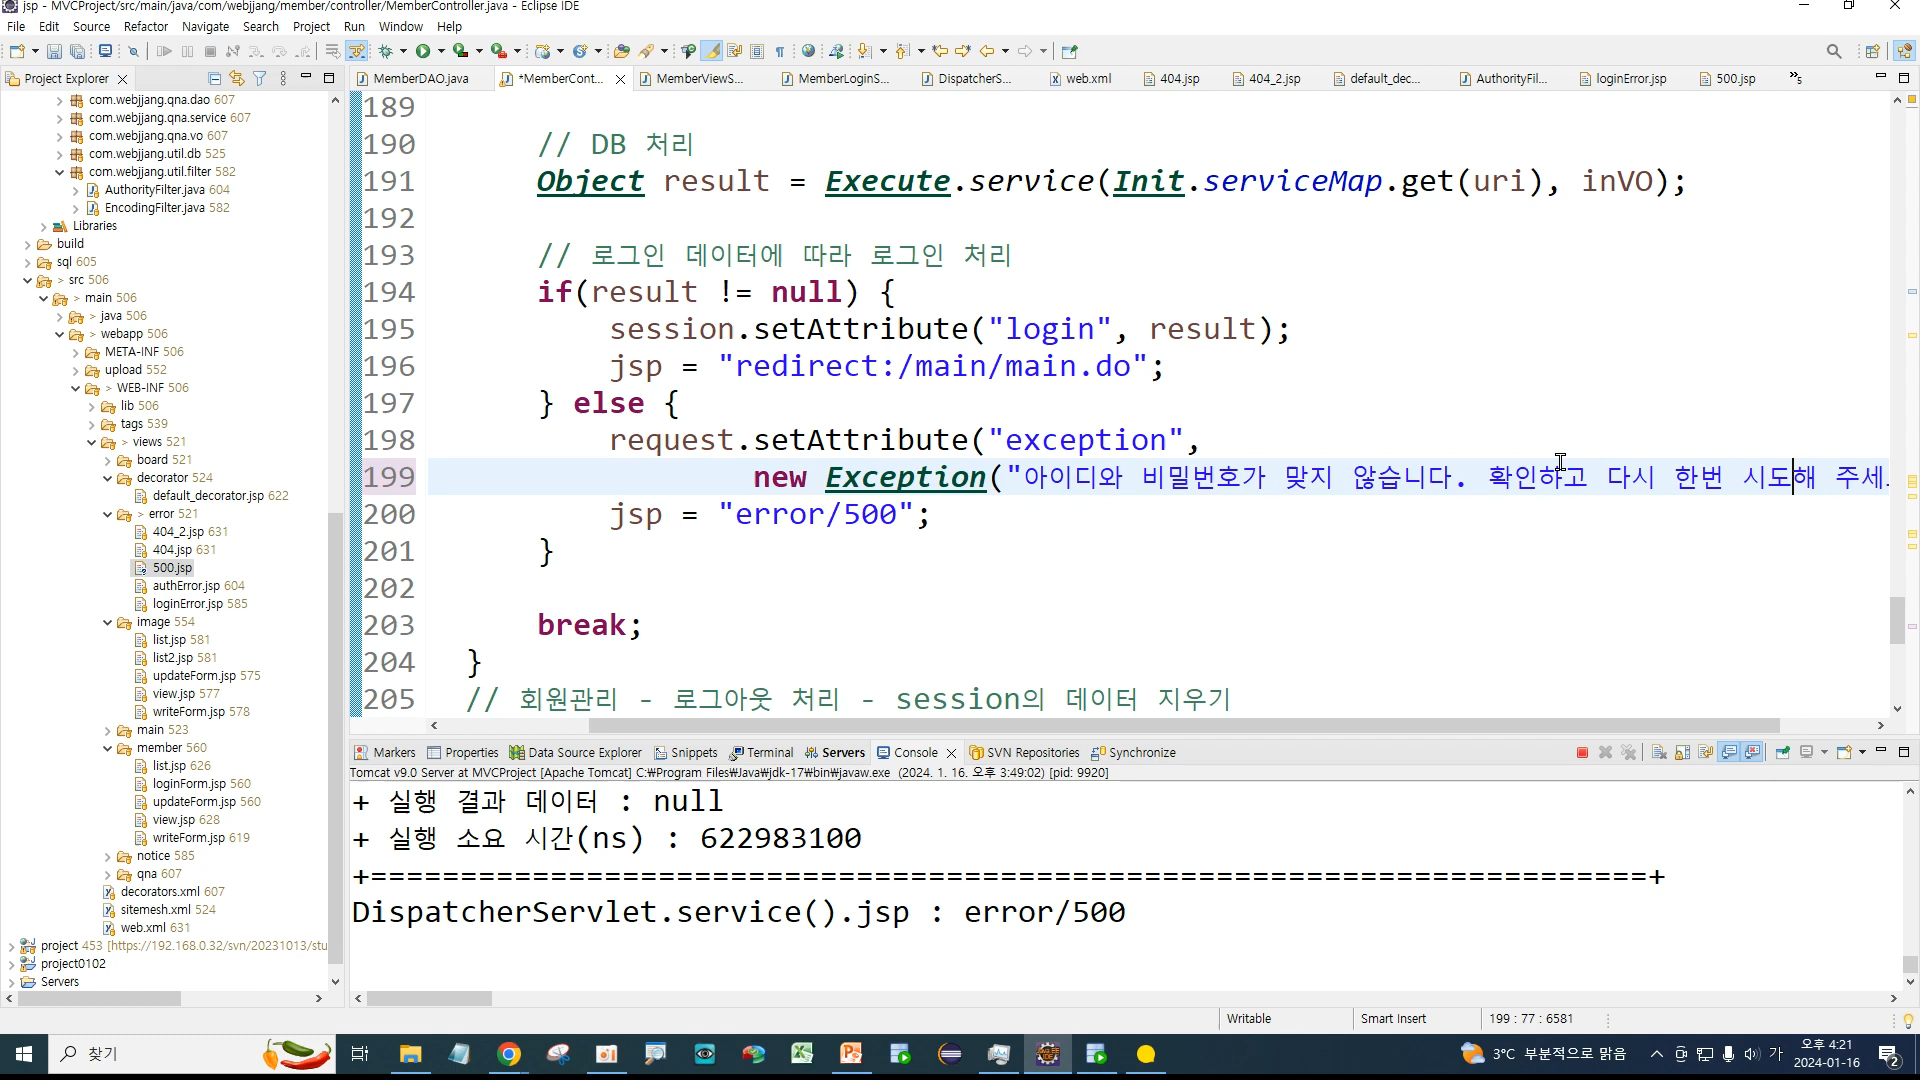 jsp - MVCProject/src/main/java/com/webjjang/member/controller/MemberController.java - Eclipse IDE
File Edit Source Refactor Navigate Search Project Run Window Help
Project Explorer
MemberDAO.java *MemberCont... MemberViewS... MemberLoginS... DispatcherS... web.xml 404.jsp 404_2.jsp default_dec... AuthorityFil... loginError.jsp 500.jsp »5
com.webjjang.qna.dao 607
com.webjjang.qna.service 607
com.webjjang.qna.vo 607
com.webjjang.util.db 525
com.webjjang.util.filter 582
AuthorityFilter.java 604
EncodingFilter.java 582
Libraries
build
sql 605
> src 506
> main 506
> java 506
> webapp 506
META-INF 506
upload 552
> WEB-INF 506
lib 506
tags 539
> views 521
board 521
decorator 524
default_decorator.jsp 622
> error 521
404_2.jsp 631
404.jsp 631
500.jsp
authError.jsp 604
loginError.jsp 585
image 554
list.jsp 581
list2.jsp 581
updateForm.jsp 575
view.jsp 577
writeForm.jsp 578
main 523
member 560
list.jsp 626
loginForm.jsp 560
updateForm.jsp 560
view.jsp 628
writeForm.jsp 619
notice 585
qna 607
decorators.xml 607
sitemesh.xml 524
web.xml 631
project 453 [https://192.168.0.32/svn/20231013/stu
project0102
Servers
189
190 // DB 처리
191 Object result = Execute.service(Init.serviceMap.get(uri), inVO);
192
193 // 로그인 데이터에 따라 로그인 처리
194 if(result != null) {
195 session.setAttribute("login", result);
196 jsp = "redirect:/main/main.do";
197 } else {
198 request.setAttribute("exception",
199 new Exception("아이디와 비밀번호가 맞지 않습니다. 확인하고 다시 한번 시도해 주세
200 jsp = "error/500";
201 }
202
203 break;
204 }
205 // 회원관리 - 로그아웃 처리 - session의 데이터 지우기
Markers Properties Data Source Explorer Snippets Terminal Servers Console SVN Repositories Synchronize
Tomcat v9.0 Server at MVCProject [Apache Tomcat] C:₩Program Files₩Java₩jdk-17₩bin₩javaw.exe (2024. 1. 16. 오후 3:49:02) [pid: 9920]
+ 실행 결과 데이터 : null
+ 실행 소요 시간(ns) : 622983100
+=======================================================================+
DispatcherServlet.service().jsp : error/500
Writable Smart Insert 199 : 77 : 6581
찾기
3°C 부분적으로 맑음 가 오후 4:21
2024-01-16 2